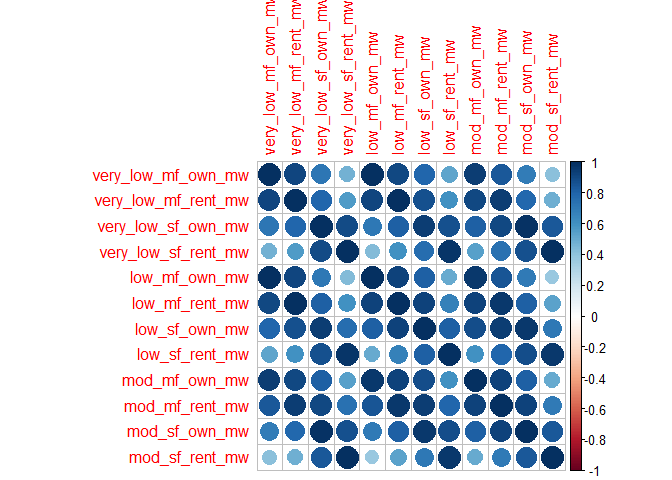 very_low_mf_own_mw
very_low_mf_rent_mw
very_low_sf_own_mw
very_low_sf_rent_mw
low_mf_own_mw
low_mf_rent_mw
low_sf_own_mw
low_sf_rent_mw
mod_mf_own_mw
mod_mf_rent_mw
mod_sf_own_mw
mod_sf_rent_mw
very_low_mf_own_mw
very_low_mf_rent_mw
very_low_sf_own_mw
very_low_sf_rent_mw
low_mf_own_mw
low_mf_rent_mw
low_sf_own_mw
low_sf_rent_mw
mod_mf_own_mw
mod_mf_rent_mw
mod_sf_own_mw
mod_sf_rent_mw
1
0.8
0.6
0.4
0.2
0
-0.2
-0.4
-0.6
-0.8
-1